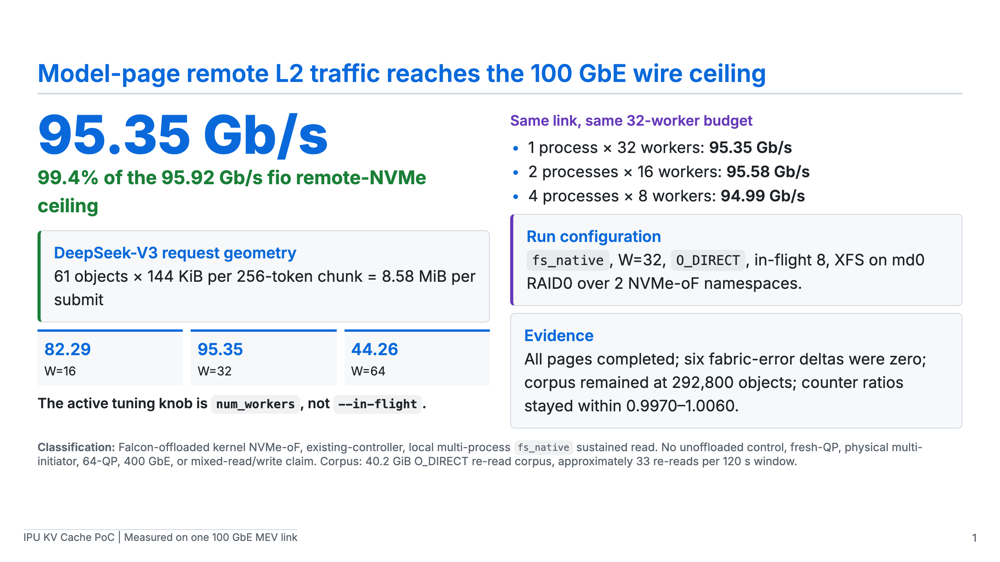 Model-page remote L2 traffic reaches the 100 GbE wire ceiling
95.35 Gb/s
99.4% of the 95.92 Gb/s fio remote-NVMe
ceiling
DeepSeek-V3 request geometry
61 objects × 144 KiB per 256-token chunk = 8.58 MiB per
submit
82.29
W=16
95.35
W=32
44.26
W=64
The active tuning knob is num_workers, not --in-flight.
Same link, same 32-worker budget
• 1 process × 32 workers: 95.35 Gb/s
• 2 processes × 16 workers: 95.58 Gb/s
• 4 processes × 8 workers: 94.99 Gb/s
Run configuration
fs_native, W=32, O_DIRECT, in-flight 8, XFS on md0
RAID0 over 2 NVMe-oF namespaces.
Evidence
All pages completed; six fabric-error deltas were zero;
corpus remained at 292,800 objects; counter ratios
stayed within 0.9970–1.0060.
Classification: Falcon-offloaded kernel NVMe-oF, existing-controller, local multi-process fs_native sustained read. No unoffloaded control, fresh-QP, physical multi-
initiator, 64-QP, 400 GbE, or mixed-read/write claim. Corpus: 40.2 GiB O_DIRECT re-read corpus, approximately 33 re-reads per 120 s window.
IPU KV Cache PoC | Measured on one 100 GbE MEV link
1